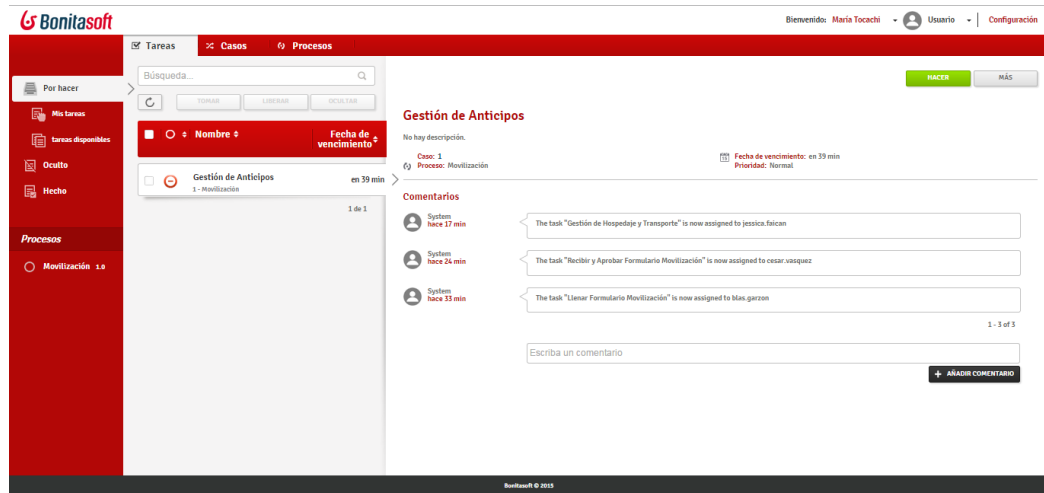 Bonitasoft
Bienvenido: María Tocachi
Usuario
Configuración
Tareas
Casos
Procesos
Por hacer
Mis tareas
tareas disponibles
Oculto
Hecho
Procesos
Movilización 1.0
Búsqueda...
TOMAR
LIBERAR
OCULTAR
Nombre
Fecha de
vencimiento
Gestión de Anticipos
en 39 min
1 - Movilización
1 de 1
HACER
MÁS
Gestión de Anticipos
No hay descripción.
Caso: 1
Proceso: Movilización
Fecha de vencimiento: en 39 min
Prioridad: Normal
Comentarios
System
hace 17 min
The task "Gestión de Hospedaje y Transporte" is now assigned to jessica.faican
System
hace 24 min
The task "Recibir y Aprobar Formulario Movilización" is now assigned to cesar.vasquez
System
hace 33 min
The task "Llenar Formulario Movilización" is now assigned to blas.garzon
1 - 3 of 3
Escriba un comentario
+ AÑADIR COMENTARIO
Bonitasoft © 2015